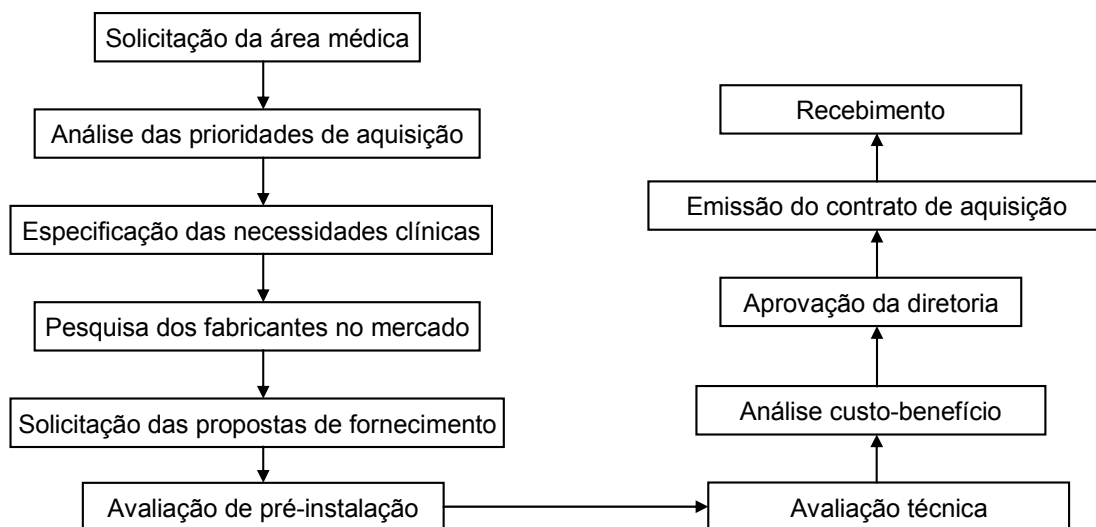 Solicitação da área médica
Análise das prioridades de aquisição
Especificação das necessidades clínicas
Pesquisa dos fabricantes no mercado
Solicitação das propostas de fornecimento
Avaliação de pré-instalação
Avaliação técnica
Análise custo-benefício
Aprovação da diretoria
Emissão do contrato de aquisição
Recebimento